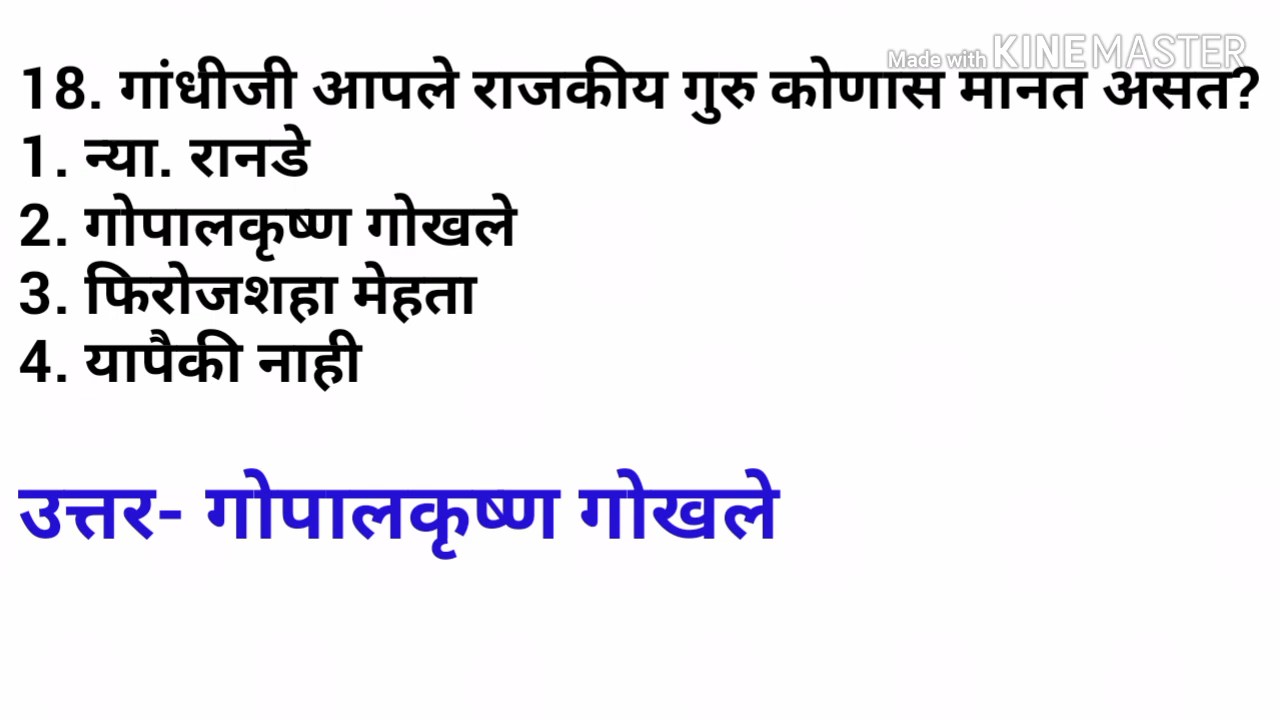 Made with KINEMASTER
18. गांधीजी आपले राजकीय गुरु कोणास मानत असत?
1. न्या. रानडे
2. गोपालकृष्ण गोखले
3. फिरोजशहा मेहता
4. यापैकी नाही
उत्तर- गोपालकृष्ण गोखले